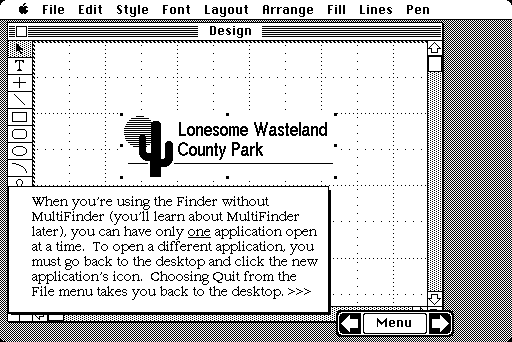 File Edit Style Font Layout Arrange Fill Lines Pen
Design
T
Lonesome Wasteland
County Park
When you're using the Finder without
MultiFinder (you'll learn about MultiFinder
later), you can have only one application open
at a time. To open a different application, you
must go back to the desktop and click the new
application's icon. Choosing Quit from the
File menu takes you back to the desktop. >>>
Menu